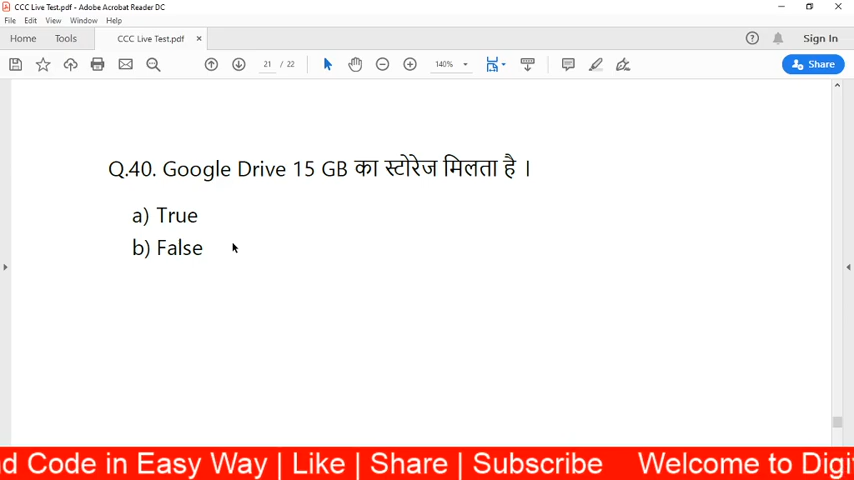 CCC Live Test.pdf - Adobe Acrobat Reader DC
File Edit View Window Help
Home Tools CCC Live Test.pdf × Sign In
21 / 22 140% Share
Q.40. Google Drive 15 GB का स्टोरेज मिलता है ।
a) True
b) False
d Code in Easy Way | Like | Share | Subscribe Welcome to Digi